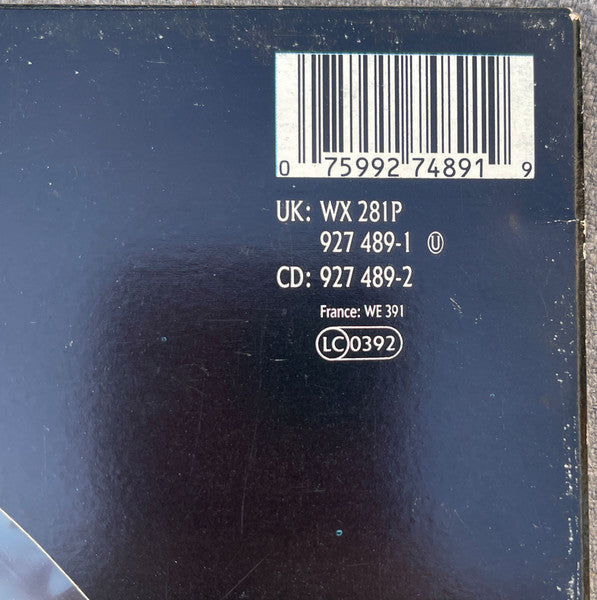 0 75992 74891 9
UK: WX 281P
927 489-1 Ⓤ
CD: 927 489-2
France: WE 391
LC 0392